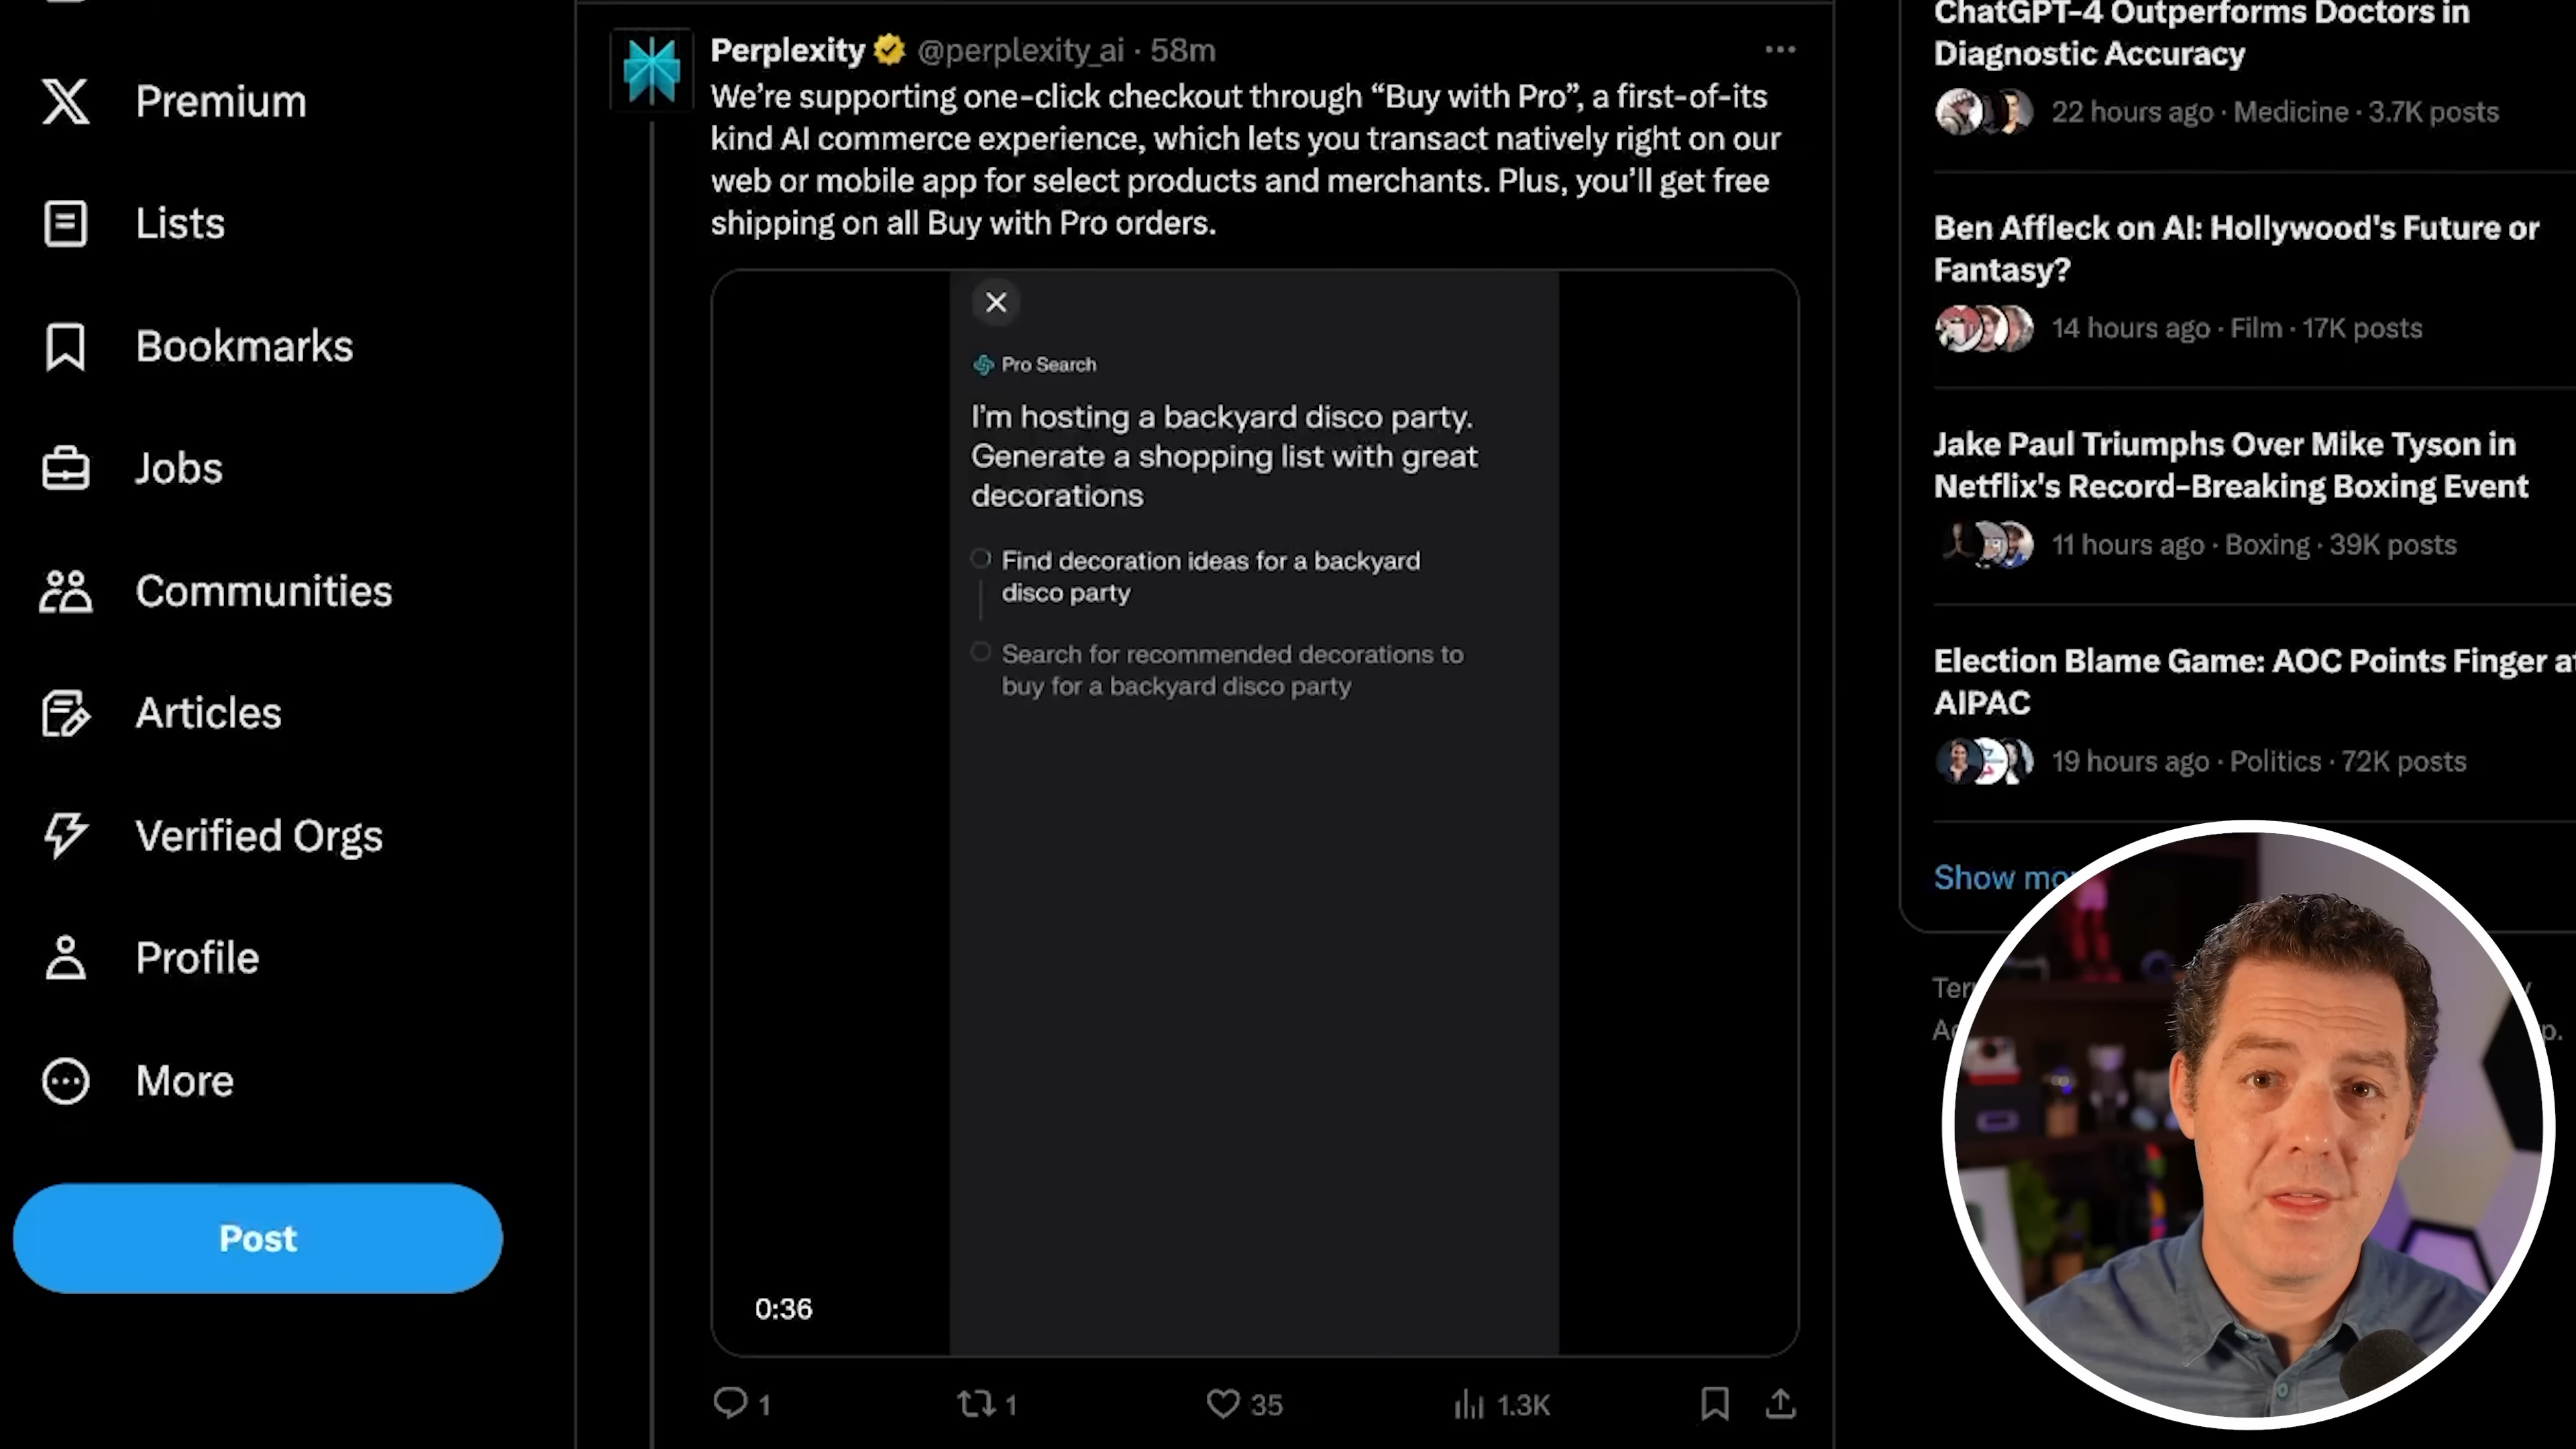 Premium
Lists
Bookmarks
Jobs
Communities
Articles
Verified Orgs
Profile
More
Post
Perplexity @perplexity_ai · 58m
We’re supporting one-click checkout through “Buy with Pro”, a first-of-its
kind AI commerce experience, which lets you transact natively right on our
web or mobile app for select products and merchants. Plus, you’ll get free
shipping on all Buy with Pro orders.
Pro Search
I’m hosting a backyard disco party.
Generate a shopping list with great
decorations
Find decoration ideas for a backyard
disco party
Search for recommended decorations to
buy for a backyard disco party
0:36
1
1
35
1.3K
ChatGPT-4 Outperforms Doctors in
Diagnostic Accuracy
22 hours ago · Medicine · 3.7K posts
Ben Affleck on AI: Hollywood's Future or
Fantasy?
14 hours ago · Film · 17K posts
Jake Paul Triumphs Over Mike Tyson in
Netflix's Record-Breaking Boxing Event
11 hours ago · Boxing · 39K posts
Election Blame Game: AOC Points Finger
AIPAC
19 hours ago · Politics · 72K posts
Show